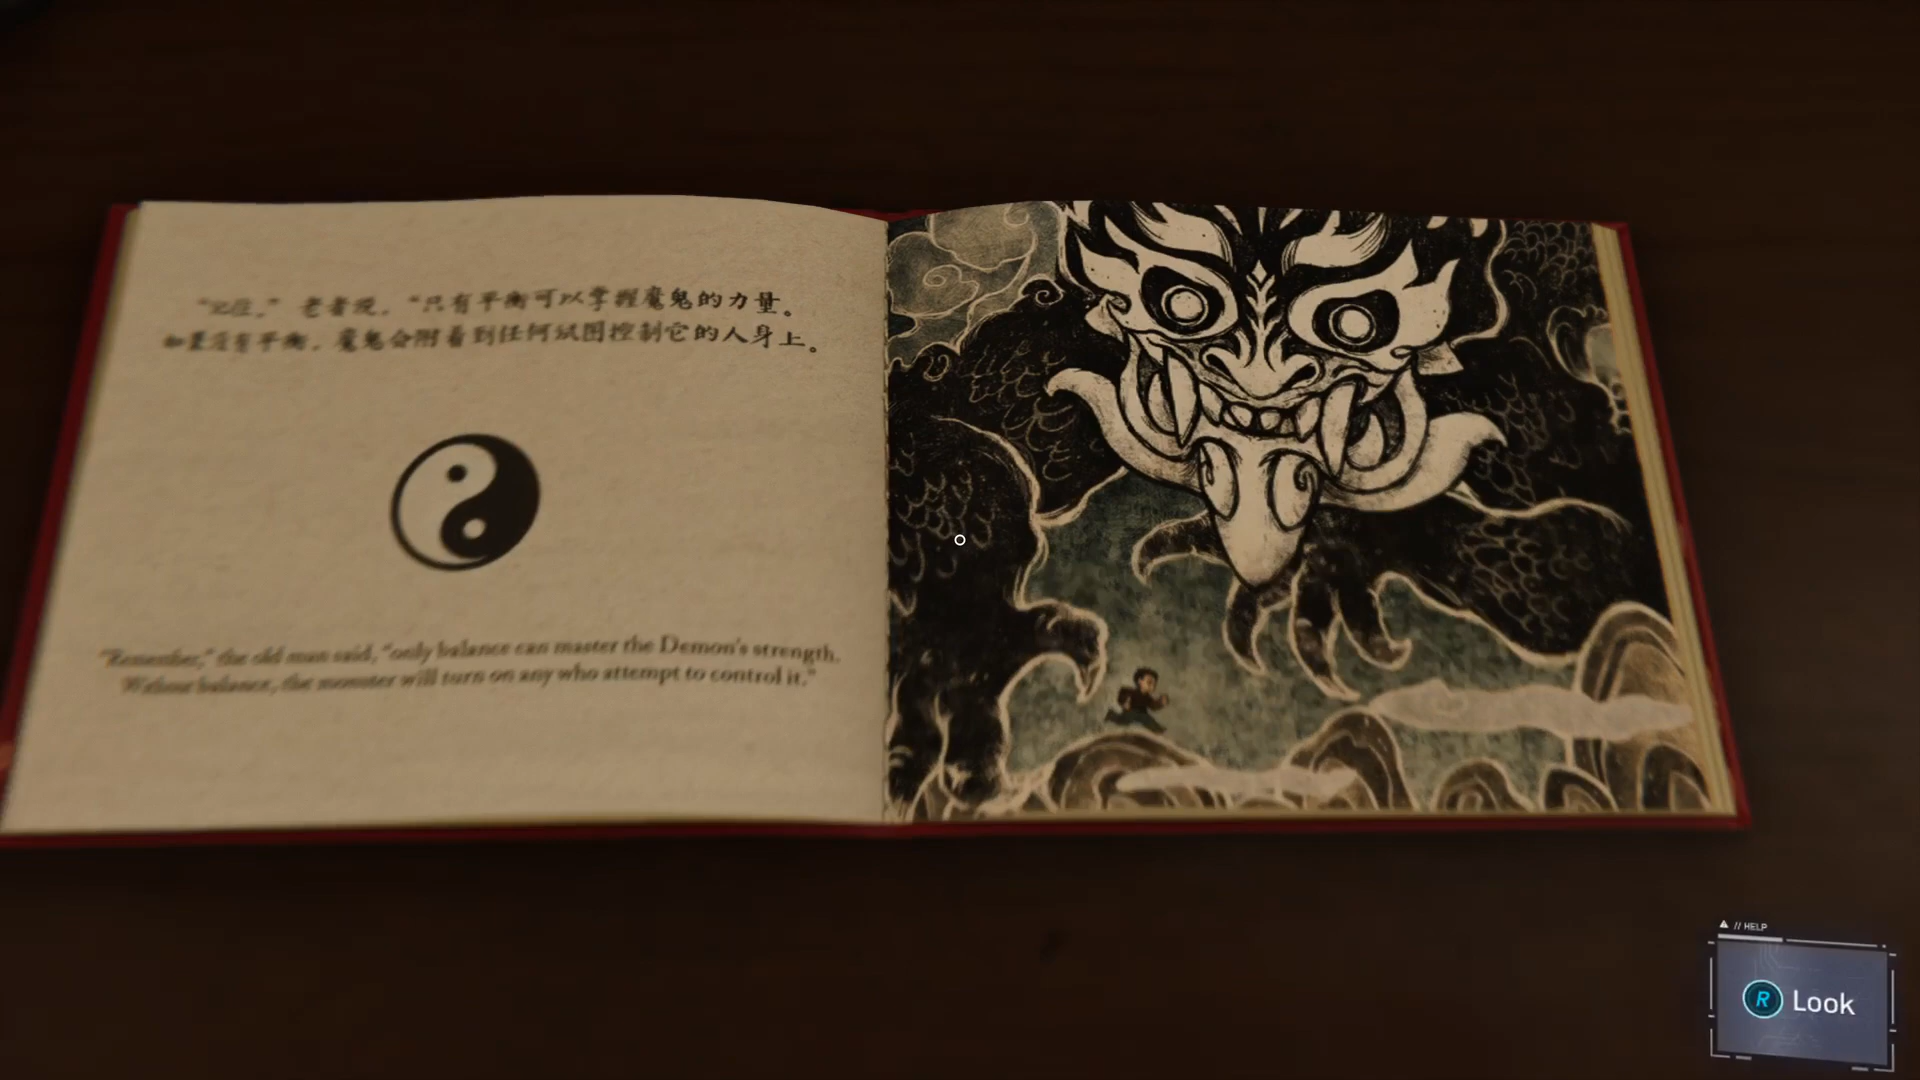 “记住，” 老者说，“只有平衡可以掌握魔鬼的力量。
如果没有平衡，魔鬼会附着到任何试图控制它的人身上。
"Remember," the old man said, "only balance can master the Demon's strength.
Without balance, the monster will turn on any who attempt to control it."
// HELP
R Look